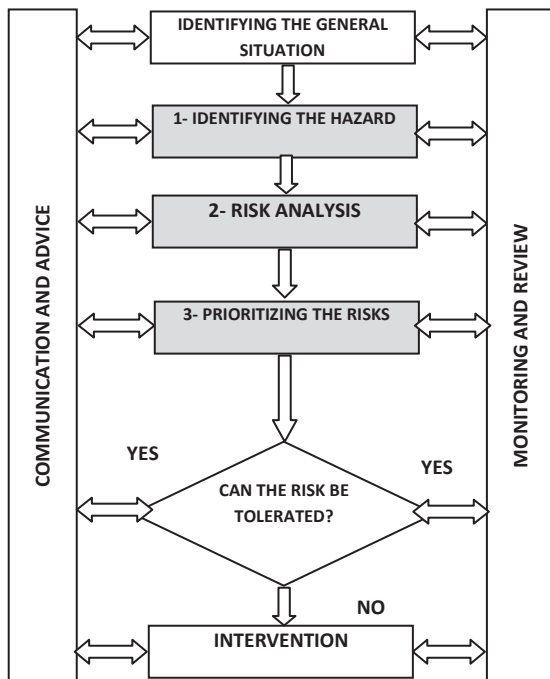 IDENTIFYING THE GENERAL
SITUATION
1- IDENTIFYING THE HAZARD
2- RISK ANALYSIS
3- PRIORITIZING THE RISKS
COMMUNICATION AND ADVICE
MONITORING AND REVIEW
YES
YES
CAN THE RISK BE
TOLERATED?
NO
INTERVENTION